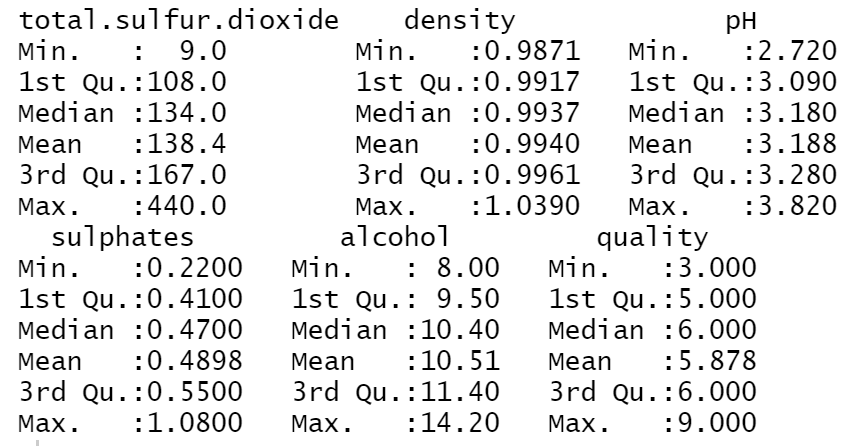 total.sulfur.dioxide    density             pH
Min.   :  9.0        Min.   :0.9871   Min.   :2.720
1st Qu.:108.0        1st Qu.:0.9917   1st Qu.:3.090
Median :134.0        Median :0.9937   Median :3.180
Mean   :138.4        Mean   :0.9940   Mean   :3.188
3rd Qu.:167.0        3rd Qu.:0.9961   3rd Qu.:3.280
Max.   :440.0        Max.   :1.0390   Max.   :3.820
  sulphates         alcohol         quality
Min.   :0.2200   Min.   : 8.00   Min.   :3.000
1st Qu.:0.4100   1st Qu.: 9.50   1st Qu.:5.000
Median :0.4700   Median :10.40   Median :6.000
Mean   :0.4898   Mean   :10.51   Mean   :5.878
3rd Qu.:0.5500   3rd Qu.:11.40   3rd Qu.:6.000
Max.   :1.0800   Max.   :14.20   Max.   :9.000